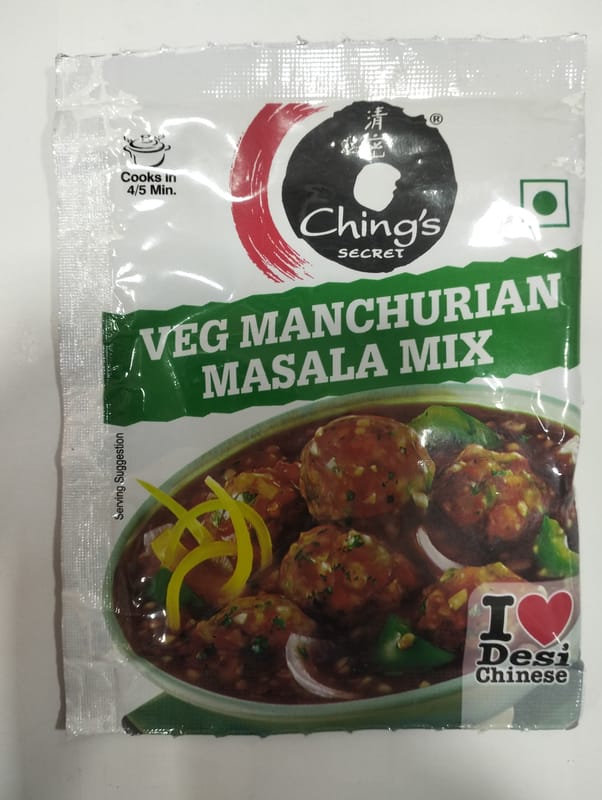 Cooks in
4/5 Min.
清
®
Ching's
SECRET
VEG MANCHURIAN
MASALA MIX
Serving Suggestion
I
Desi
Chinese